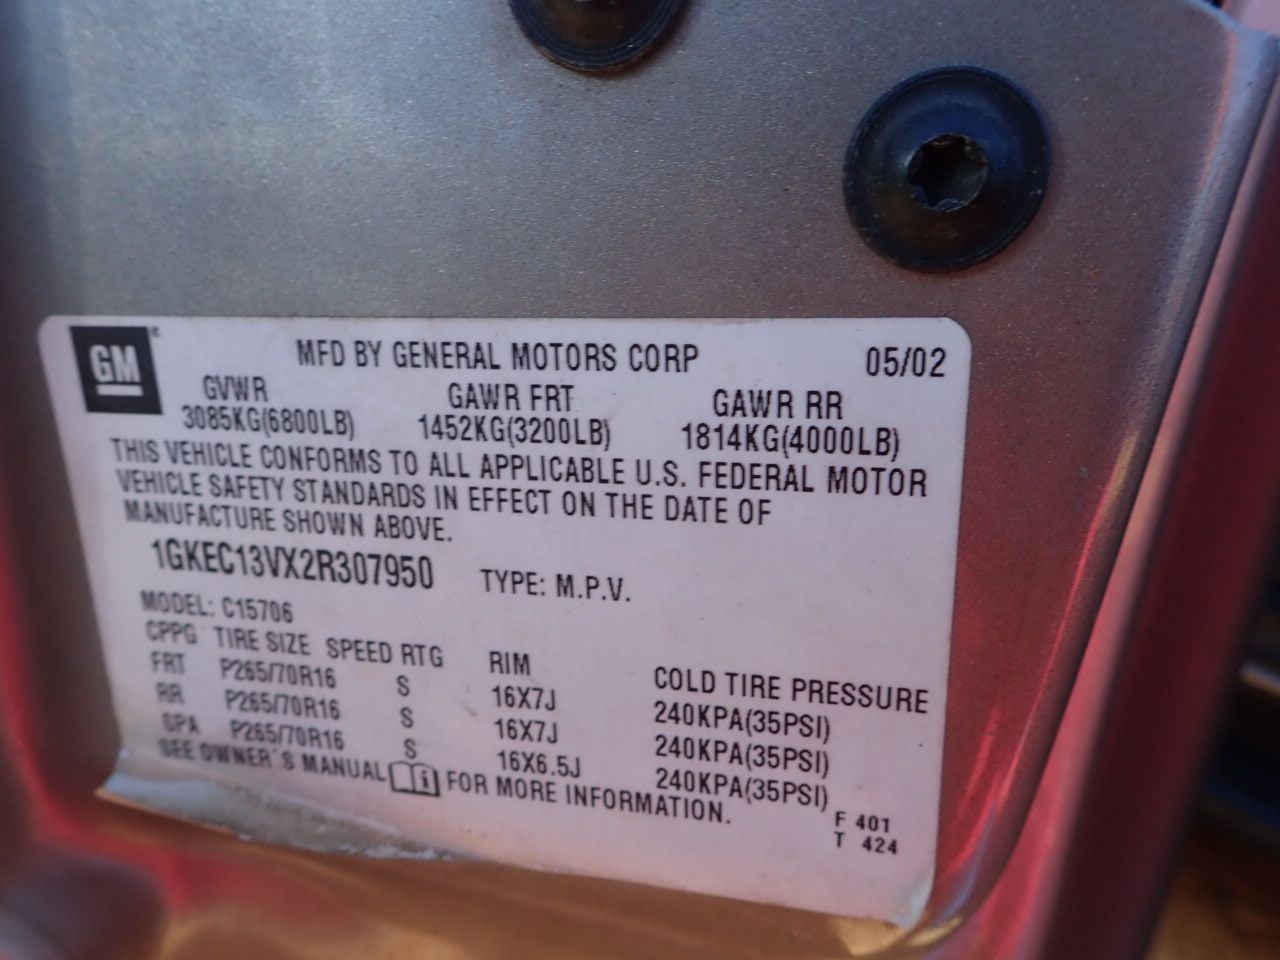 GM® MFD BY GENERAL MOTORS CORP 05/02
GVWR GAWR FRT GAWR RR
3085KG(6800LB) 1452KG(3200LB) 1814KG(4000LB)
THIS VEHICLE CONFORMS TO ALL APPLICABLE U.S. FEDERAL MOTOR
VEHICLE SAFETY STANDARDS IN EFFECT ON THE DATE OF
MANUFACTURE SHOWN ABOVE.
1GKEC13VX2R307950 TYPE: M.P.V.
MODEL: C15706
CPPG TIRE SIZE SPEED RTG RIM COLD TIRE PRESSURE
FRT P265/70R16 S 16X7J 240KPA(35PSI)
RR P265/70R16 S 16X7J 240KPA(35PSI)
SPA P265/70R16 S 16X6.5J 240KPA(35PSI)
SEE OWNER'S MANUAL i FOR MORE INFORMATION.
F 401
T 424